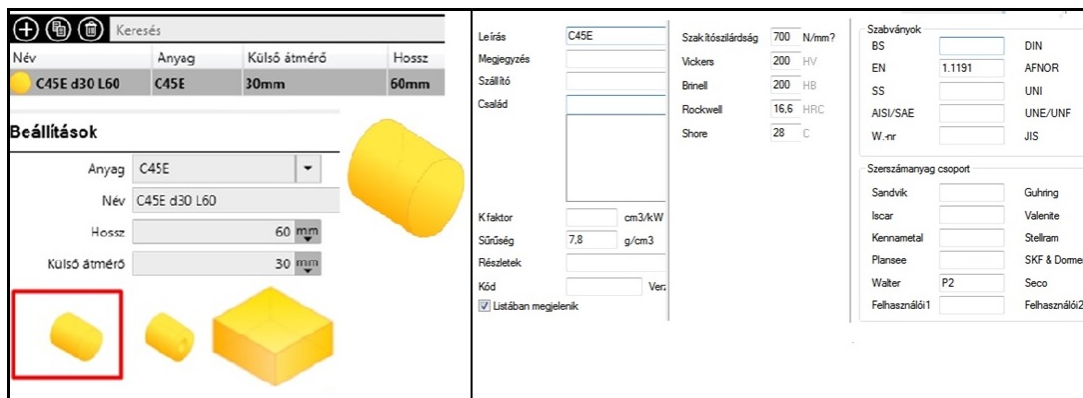 Keresés
Név Anyag Külső átmérő Hossz
C45E d30 L60 C45E 30mm 60mm
Beállítások
Anyag C45E
Név C45E d30 L60
Hossz 60 mm
Külső átmérő 30 mm
Leírás C45E
Megjegyzés
Szállító
Család
Kfaktor cm3/kW
Sűrűség 7,8 g/cm3
Részletek
Kód
Listában megjelenik
Szakítószilárdság 700 N/mm?
Vickers 200 HV
Brinell 200 HB
Rockwell 16,6 HRC
Shore 28 C
Szabványok
BS DIN
EN 1.1191 AFNOR
SS UNI
AISI/SAE UNE/UNF
W.-nr JIS
Szerszámanyag csoport
Sandvik Guhring
Iscar Valenite
Kennametal Stellram
Plansee SKF & Dome
Walter P2 Seco
Felhasználói1 Felhasználói2